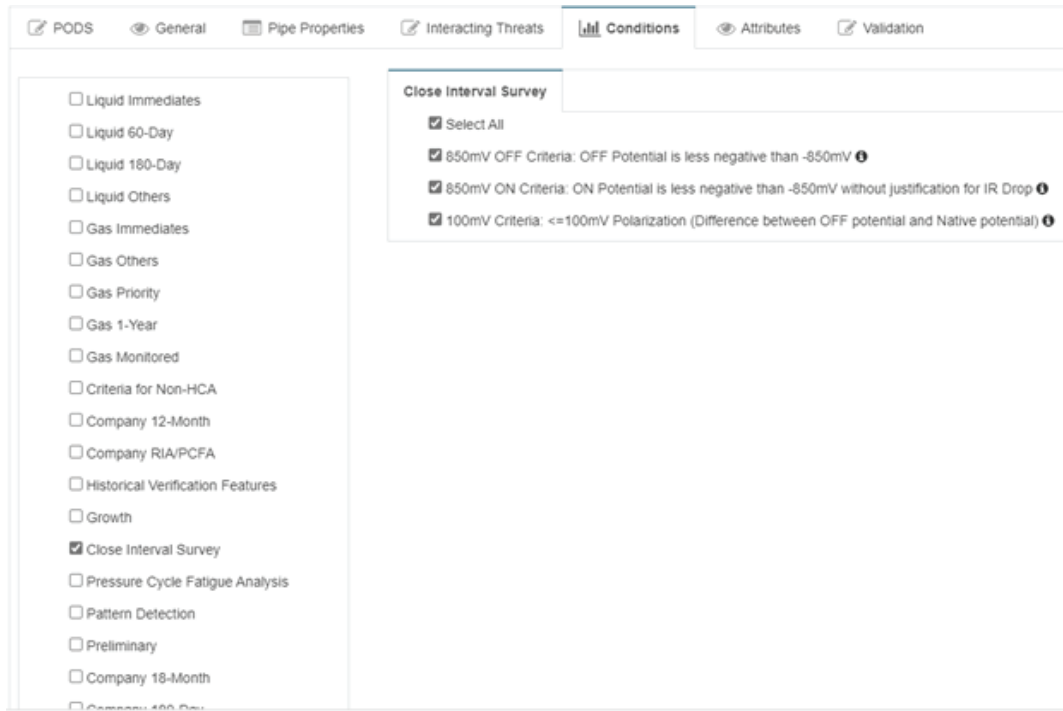 PODS General Pipe Properties Interacting Threats Conditions Attributes Validation
Liquid Immediates
Liquid 60-Day
Liquid 180-Day
Liquid Others
Gas Immediates
Gas Others
Gas Priority
Gas 1-Year
Gas Monitored
Criteria for Non-HCA
Company 12-Month
Company RIA/PCFA
Historical Verification Features
Growth
Close Interval Survey
Pressure Cycle Fatigue Analysis
Pattern Detection
Preliminary
Company 18-Month
Close Interval Survey
Select All
850mV OFF Criteria: OFF Potential is less negative than -850mV
850mV ON Criteria: ON Potential is less negative than -850mV without justification for IR Drop
100mV Criteria: <=100mV Polarization (Difference between OFF potential and Native potential)